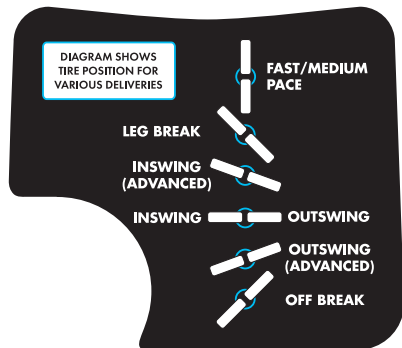 DIAGRAM SHOWS
TIRE POSITION FOR
VARIOUS DELIVERIES
FAST/MEDIUM
PACE
LEG BREAK
INSWING
(ADVANCED)
INSWING
OUTSWING
OUTSWING
(ADVANCED)
OFF BREAK